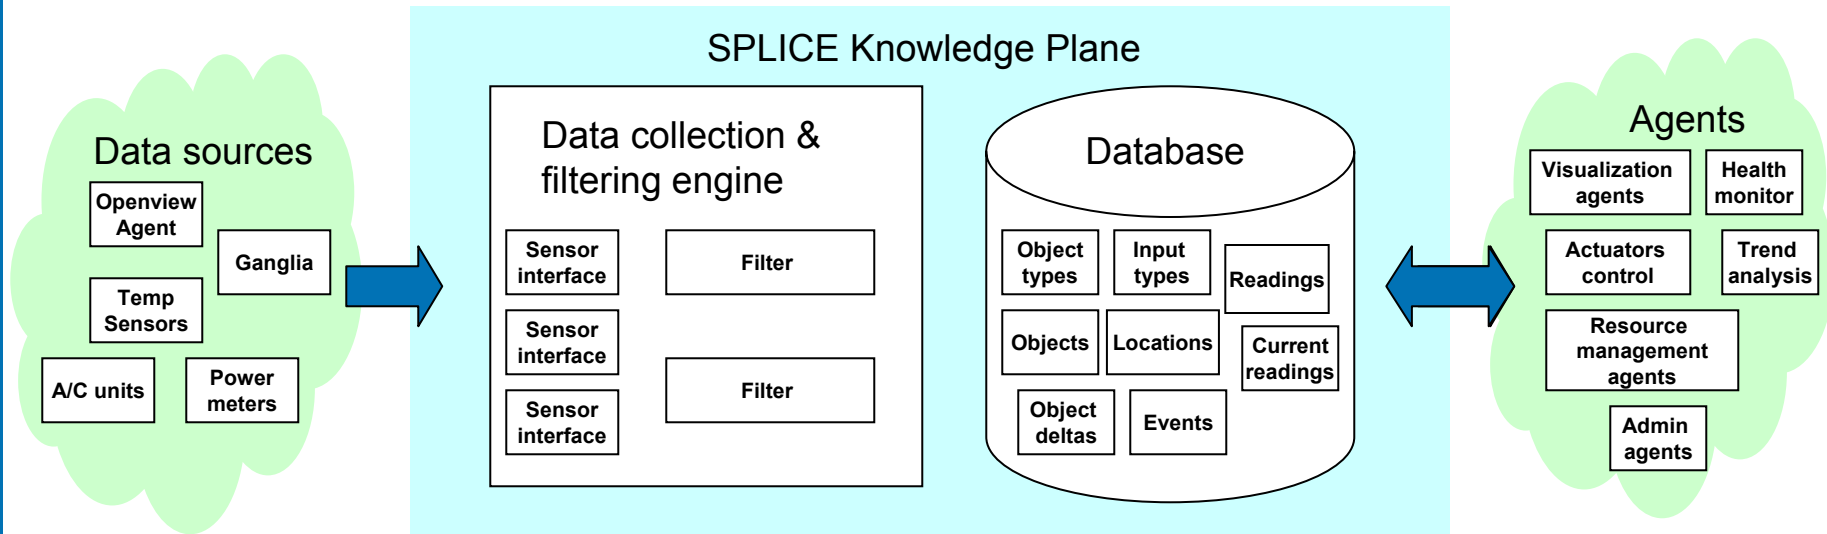 SPLICE Knowledge Plane
Data sources
Openview
Agent
Ganglia
Temp
Sensors
A/C units
Power
meters
Data collection &
filtering engine
Sensor
interface
Filter
Sensor
interface
Sensor
interface
Filter
Database
Object
types
Input
types
Readings
Objects
Locations
Current
readings
Object
deltas
Events
Agents
Visualization
agents
Health
monitor
Actuators
control
Trend
analysis
Resource
management
agents
Admin
agents